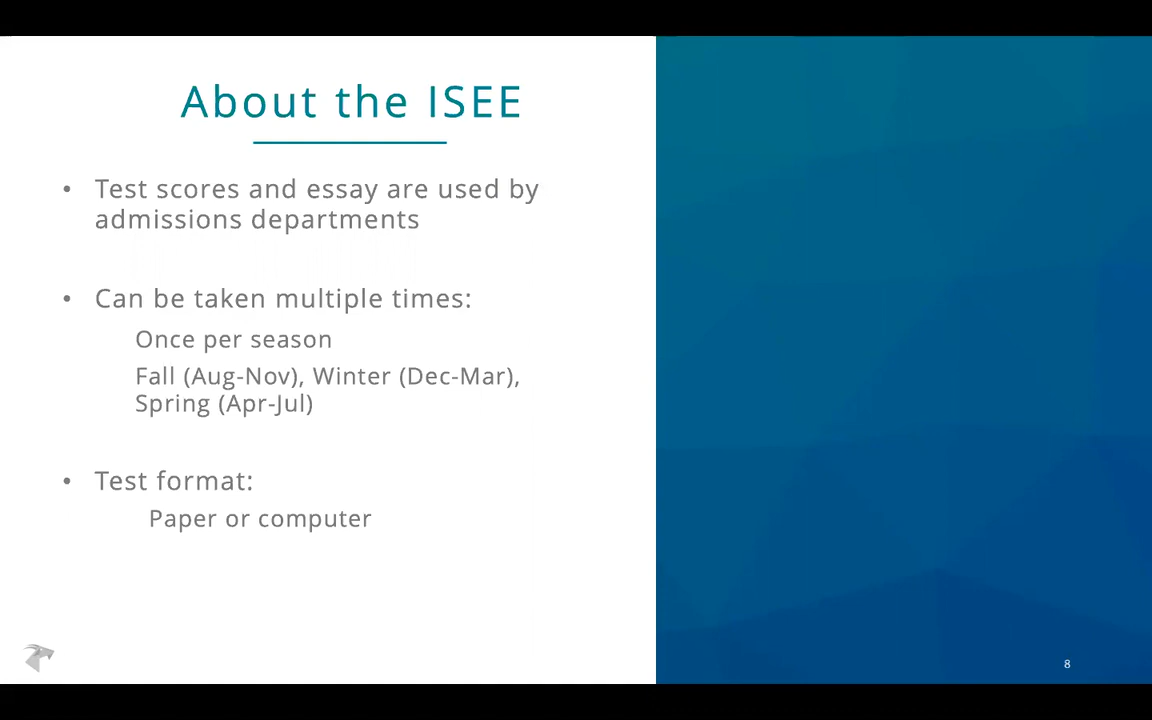 About the ISEE
• Test scores and essay are used by
admissions departments
• Can be taken multiple times:
Once per season
Fall (Aug-Nov), Winter (Dec-Mar),
Spring (Apr-Jul)
• Test format:
Paper or computer
8